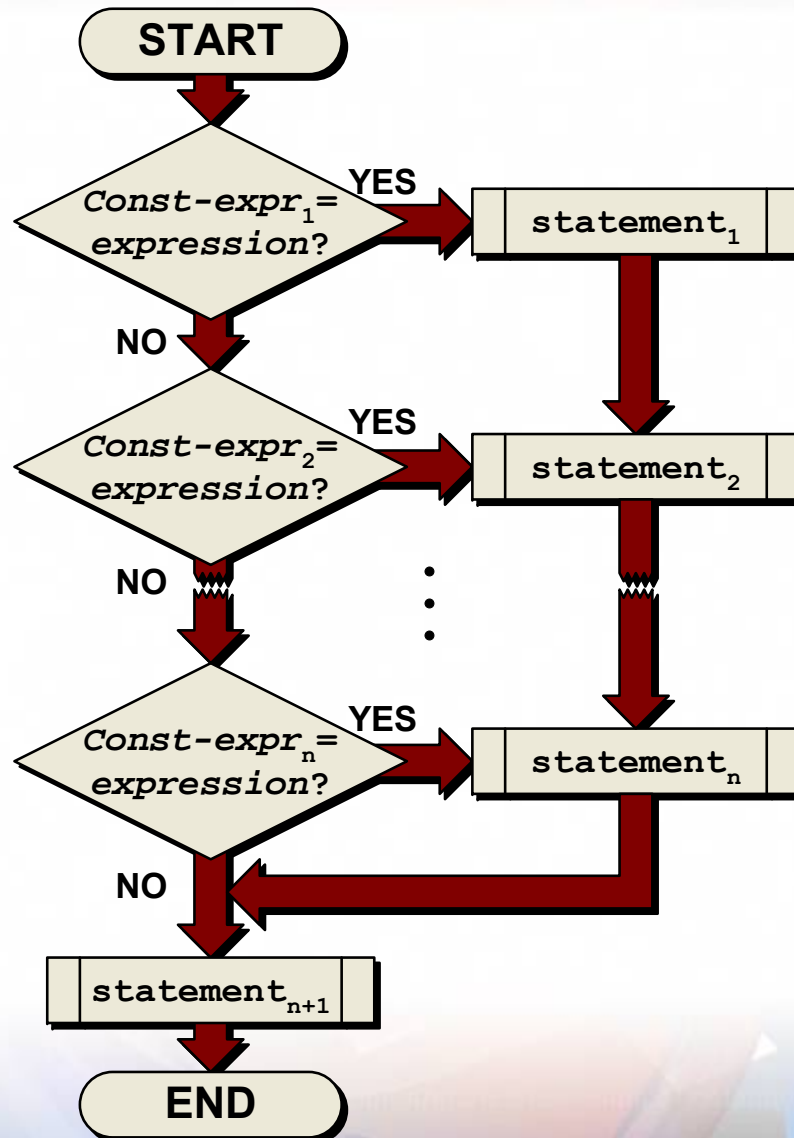 START
Const-expr₁=
expression?
YES
statement₁
NO
Const-expr₂=
expression?
YES
statement₂
NO
Const-exprₙ=
expression?
YES
statementₙ
NO
statementₙ₊₁
END